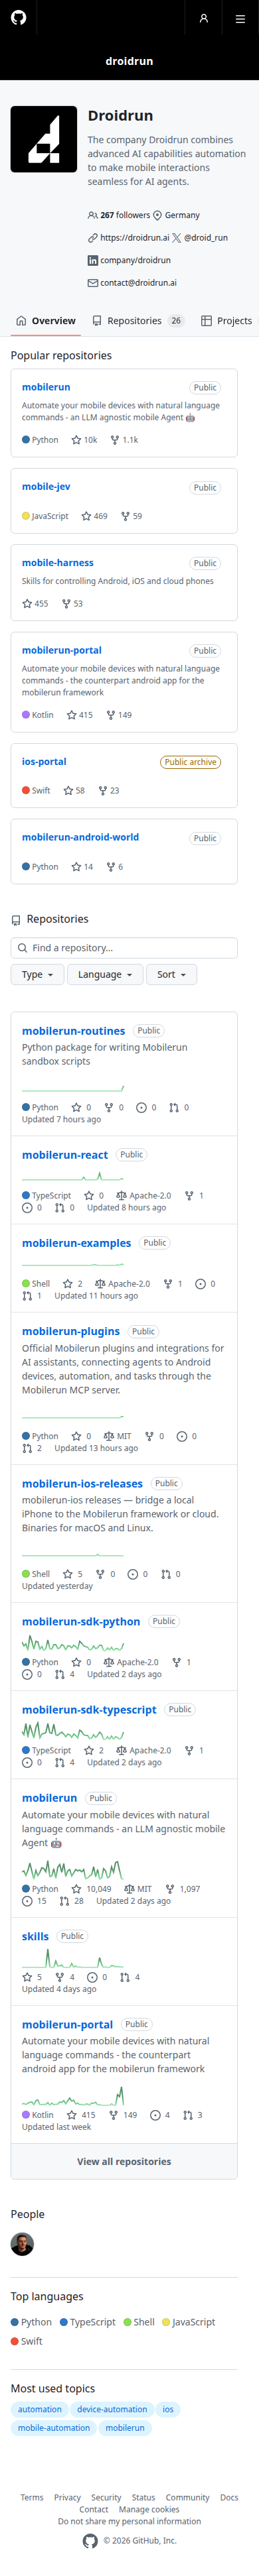 droidrun
Droidrun
The company Droidrun combines
advanced AI capabilities automation
to make mobile interactions
seamless for AI agents.
267 followers Germany
https://droidrun.ai @droid_run
company/droidrun
contact@droidrun.ai
Overview Repositories 26 Projects
Popular repositories
mobilerun Public
Automate your mobile devices with natural language
commands - an LLM agnostic mobile Agent 🤖
Python 10k 1.1k
mobile-jev Public
JavaScript 469 59
mobile-harness Public
Skills for controlling Android, iOS and cloud phones
455 53
mobilerun-portal Public
Automate your mobile devices with natural language
commands - the counterpart android app for the
mobilerun framework
Kotlin 415 149
ios-portal Public archive
Swift 58 23
mobilerun-android-world Public
Python 14 6
Repositories
Find a repository…
Type Language Sort
mobilerun-routines Public
Python package for writing Mobilerun
sandbox scripts
Python 0 0 0 0
Updated 7 hours ago
mobilerun-react Public
TypeScript 0 Apache-2.0 1
0 0 Updated 8 hours ago
mobilerun-examples Public
Shell 2 Apache-2.0 1 0
1 Updated 11 hours ago
mobilerun-plugins Public
Official Mobilerun plugins and integrations for
AI assistants, connecting agents to Android
devices, automation, and tasks through the
Mobilerun MCP server.
Python 0 MIT 0 0
2 Updated 13 hours ago
mobilerun-ios-releases Public
mobilerun-ios releases — bridge a local
iPhone to the Mobilerun framework or cloud.
Binaries for macOS and Linux.
Shell 5 0 0 0
Updated yesterday
mobilerun-sdk-python Public
Python 0 Apache-2.0 1
0 4 Updated 2 days ago
mobilerun-sdk-typescript Public
TypeScript 2 Apache-2.0 1
0 4 Updated 2 days ago
mobilerun Public
Automate your mobile devices with natural
language commands - an LLM agnostic mobile
Agent 🤖
Python 10,049 MIT 1,097
15 28 Updated 2 days ago
skills Public
5 4 0 4
Updated 4 days ago
mobilerun-portal Public
Automate your mobile devices with natural
language commands - the counterpart
android app for the mobilerun framework
Kotlin 415 149 4 3
Updated last week
View all repositories
People
Top languages
Python TypeScript Shell JavaScript
Swift
Most used topics
automation device-automation ios
mobile-automation mobilerun
Terms Privacy Security Status Community Docs
Contact Manage cookies
Do not share my personal information
© 2026 GitHub, Inc.